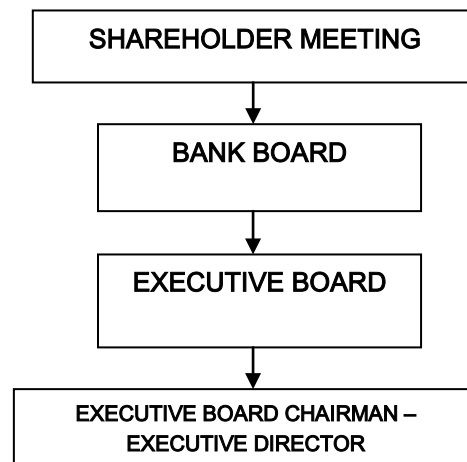 SHAREHOLDER MEETING
BANK BOARD
EXECUTIVE BOARD
EXECUTIVE BOARD CHAIRMAN –
EXECUTIVE DIRECTOR